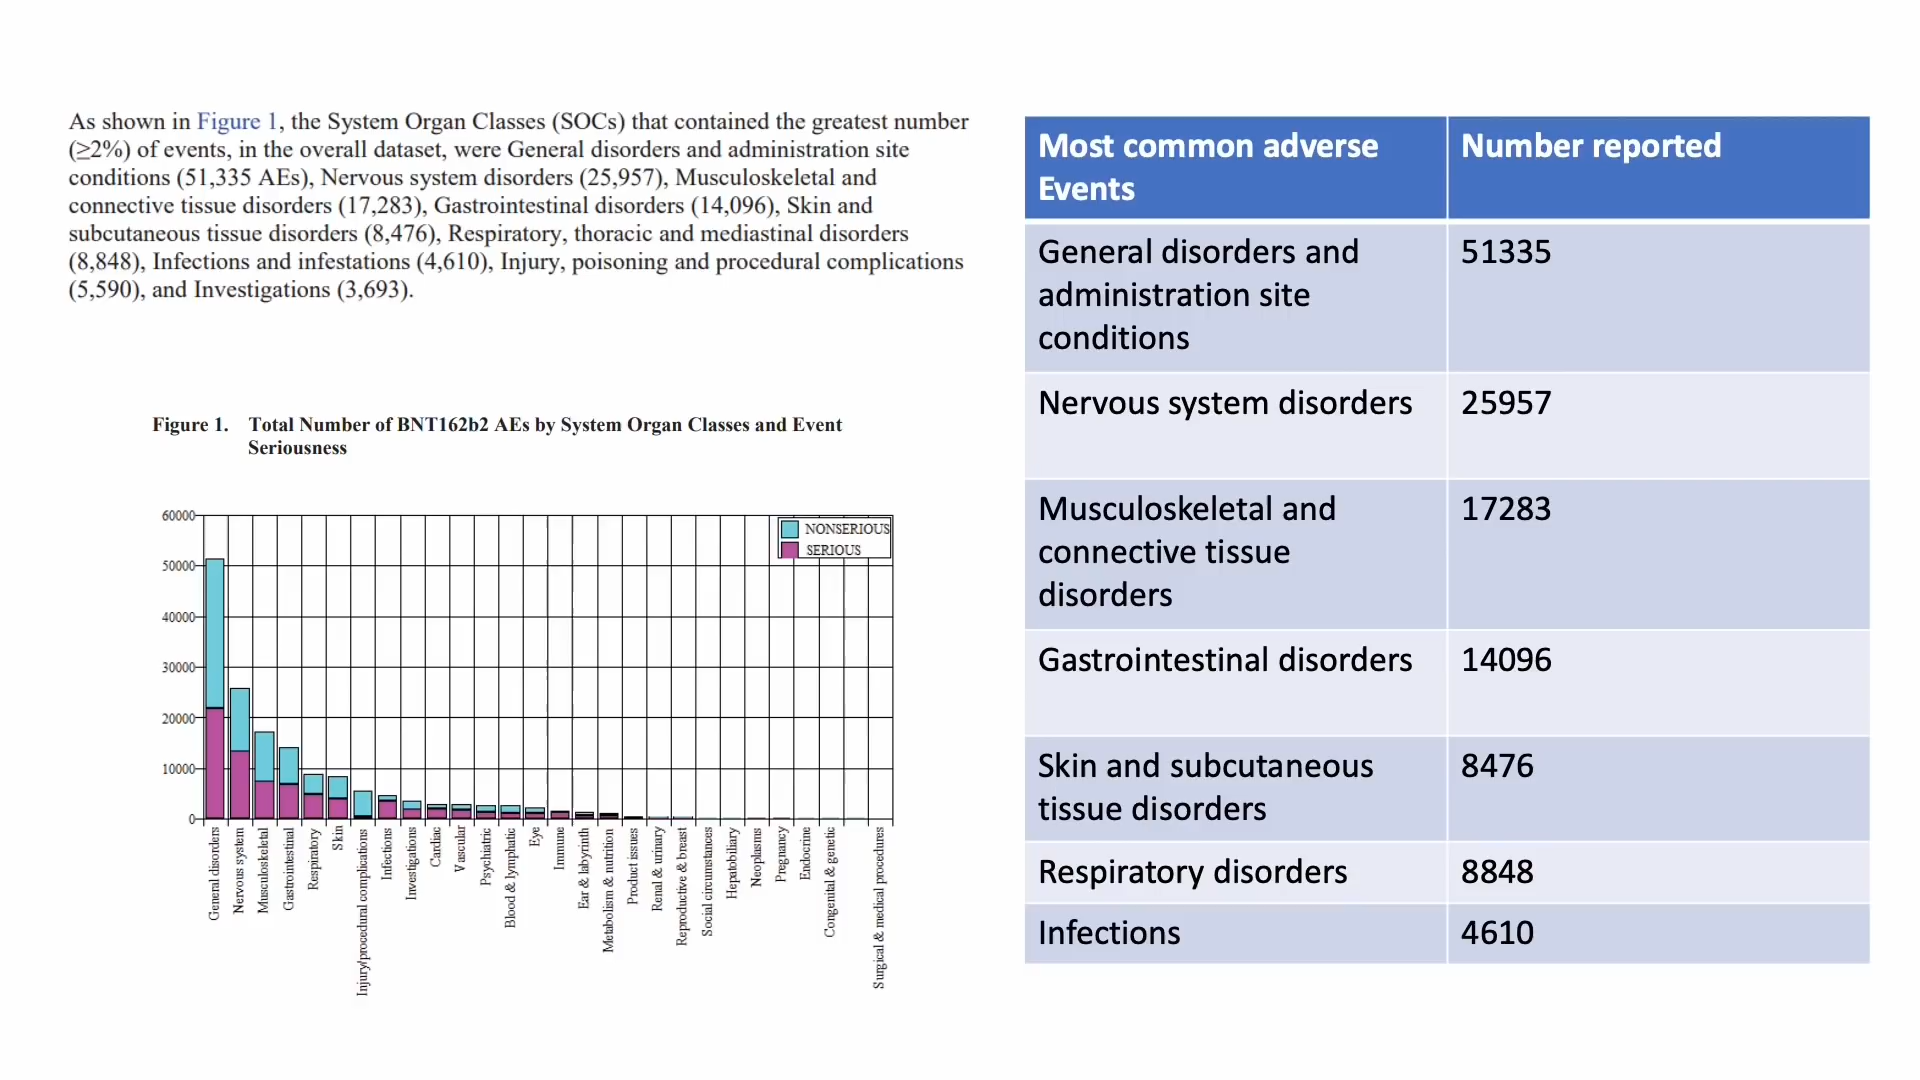 As shown in Figure 1, the System Organ Classes (SOCs) that contained the greatest number
(≥2%) of events, in the overall dataset, were General disorders and administration site
conditions (51,335 AEs), Nervous system disorders (25,957), Musculoskeletal and
connective tissue disorders (17,283), Gastrointestinal disorders (14,096), Skin and
subcutaneous tissue disorders (8,476), Respiratory, thoracic and mediastinal disorders
(8,848), Infections and infestations (4,610), Injury, poisoning and procedural complications
(5,590), and Investigations (3,693).
Figure 1. Total Number of BNT162b2 AEs by System Organ Classes and Event
Seriousness
NONSERIOUS
SERIOUS
60000
50000
40000
30000
20000
10000
0
General disorders
Nervous system
Musculoskeletal
Gastrointestinal
Respiratory
Skin
Injury/procedural complications
Infections
Investigations
Cardiac
Vascular
Psychiatric
Blood & lymphatic
Eye
Immune
Ear & labyrinth
Metabolism & nutrition
Product issues
Renal & urinary
Reproductive & breast
Social circumstances
Hepatobiliary
Neoplasms
Pregnancy
Endocrine
Congenital & genetic
Surgical & medical procedures
Most common adverse
Events
Number reported
General disorders and
administration site
conditions
51335
Nervous system disorders
25957
Musculoskeletal and
connective tissue
disorders
17283
Gastrointestinal disorders
14096
Skin and subcutaneous
tissue disorders
8476
Respiratory disorders
8848
Infections
4610